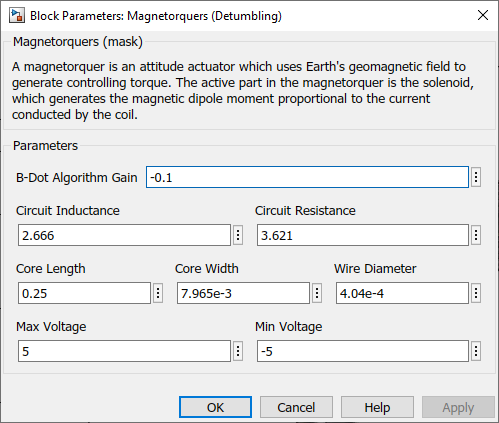 Block Parameters: Magnetorquers (Detumbling)
Magnetorquers (mask)
A magnetorquer is an attitude actuator which uses Earth's geomagnetic field to
generate controlling torque. The active part in the magnetorquer is the solenoid,
which generates the magnetic dipole moment proportional to the current
conducted by the coil.
Parameters
B-Dot Algorithm Gain -0.1
Circuit Inductance Circuit Resistance
2.666 3.621
Core Length Core Width Wire Diameter
0.25 7.965e-3 4.04e-4
Max Voltage Min Voltage
5 -5
OK Cancel Help Apply